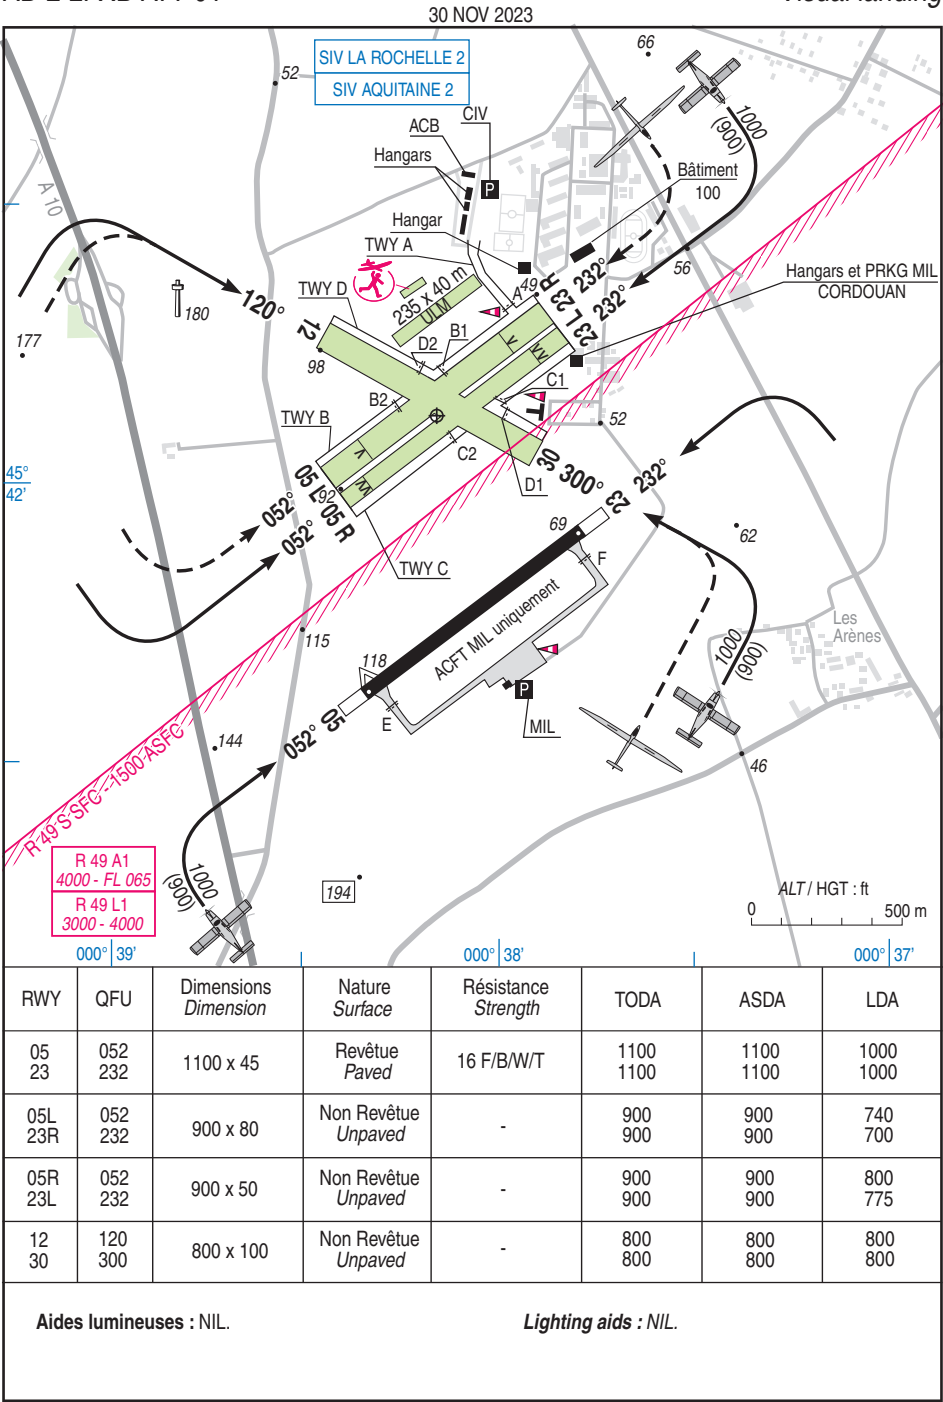 30 NOV 2023
SIV LA ROCHELLE 2
SIV AQUITAINE 2
52
66
CIV
ACB
Hangars
P
1000
(900)
Bâtiment
100
A 10
Hangar
TWY A
56
Hangars et PRKG MIL
CORDOUAN
TWY D
235 x 40 m
ULM
A
49
23 R
23 L
232°
232°
180
120°
12
177
98
D2
B1
C1
B2
TWY B
C2
52
45°
42'
05 L
05 R
92
052°
052°
30
300°
D1
23
232°
69
62
TWY C
F
ACFT MIL uniquement
Les
Arènes
115
118
1000
(900)
P
MIL
E
05
052°
144
46
R 49 S SFC - 1500 ASFC
R 49 A1
4000 - FL 065
R 49 L1
3000 - 4000
1000
(900)
194
ALT / HGT : ft
0 500 m
000° 39' 000° 38' 000° 37'
RWY QFU Dimensions Nature Résistance TODA ASDA LDA
Dimension Surface Strength
05 052 1100 x 45 Revêtue 16 F/B/W/T 1100 1100 1000
23 232 Paved 1100 1100 1000
05L 052 900 x 80 Non Revêtue - 900 900 740
23R 232 Unpaved 900 900 700
05R 052 900 x 50 Non Revêtue - 900 900 800
23L 232 Unpaved 900 900 775
12 120 800 x 100 Non Revêtue - 800 800 800
30 300 Unpaved 800 800 800
Aides lumineuses : NIL. Lighting aids : NIL.